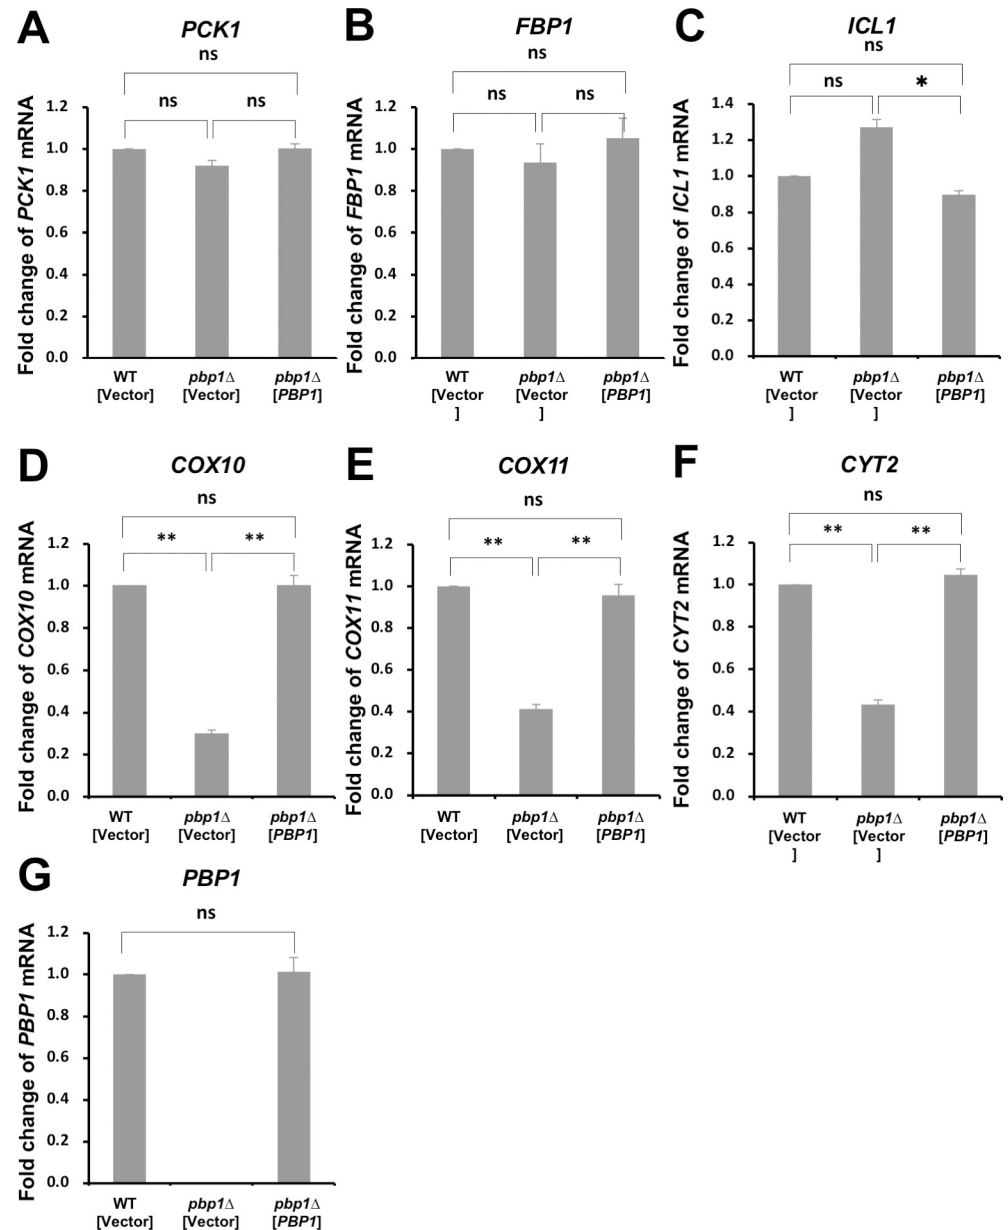 A
PCK1
ns
ns
ns
Fold change of PCK1 mRNA
1.2
1.0
0.8
0.6
0.4
0.2
0.0
WT
[Vector]
pbp1Δ
[Vector]
pbp1Δ
[PBP1]
B
FBP1
ns
ns
ns
Fold change of FBP1 mRNA
1.2
1.0
0.8
0.6
0.4
0.2
0.0
WT
[Vector
]
pbp1Δ
[Vector
]
pbp1Δ
[PBP1]
C
ICL1
ns
ns
*
Fold change of ICL1 mRNA
1.4
1.2
1.0
0.8
0.6
0.4
0.2
0.0
WT
[Vector
]
pbp1Δ
[Vector
]
pbp1Δ
[PBP1]
D
COX10
ns
**
**
Fold change of COX10 mRNA
1.2
1.0
0.8
0.6
0.4
0.2
0.0
WT
[Vector]
pbp1Δ
[Vector]
pbp1Δ
[PBP1]
E
COX11
ns
**
**
Fold change of COX11 mRNA
1.2
1.0
0.8
0.6
0.4
0.2
0.0
WT
[Vector]
pbp1Δ
[Vector]
pbp1Δ
[PBP1]
F
CYT2
ns
**
**
Fold change of CYT2 mRNA
1.2
1.0
0.8
0.6
0.4
0.2
0.0
WT
[Vector
]
pbp1Δ
[Vector
]
pbp1Δ
[PBP1]
G
PBP1
ns
Fold change of PBP1 mRNA
1.2
1.0
0.8
0.6
0.4
0.2
0.0
WT
[Vector]
pbp1Δ
[Vector]
pbp1Δ
[PBP1]